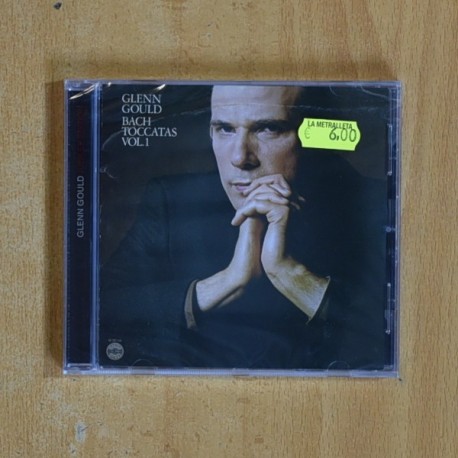 GLENN
GOULD
BACH
TOCCATAS
VOL.1
LA METRALLETA
€ 6,00
GLENN GOULD